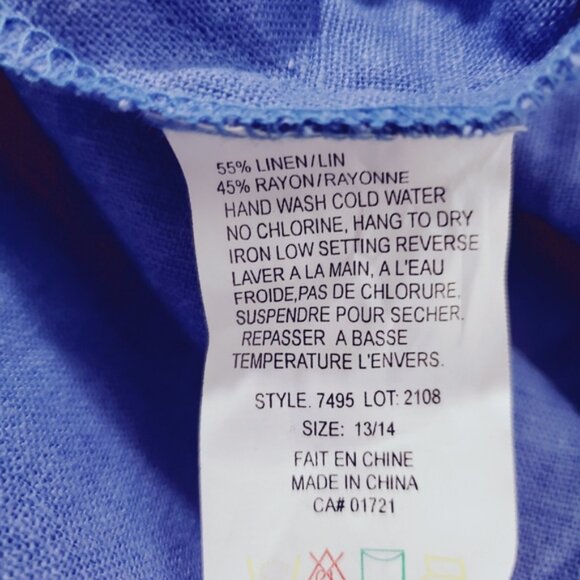 55% LINEN/LIN
45% RAYON/RAYONNE
HAND WASH COLD WATER
NO CHLORINE, HANG TO DRY
IRON LOW SETTING REVERSE
LAVER A LA MAIN, A L'EAU
FROIDE,PAS DE CHLORURE,
SUSPENDRE POUR SECHER.
REPASSER A BASSE
TEMPERATURE L'ENVERS.
STYLE. 7495 LOT: 2108
SIZE: 13/14
FAIT EN CHINE
MADE IN CHINA
CA# 01721